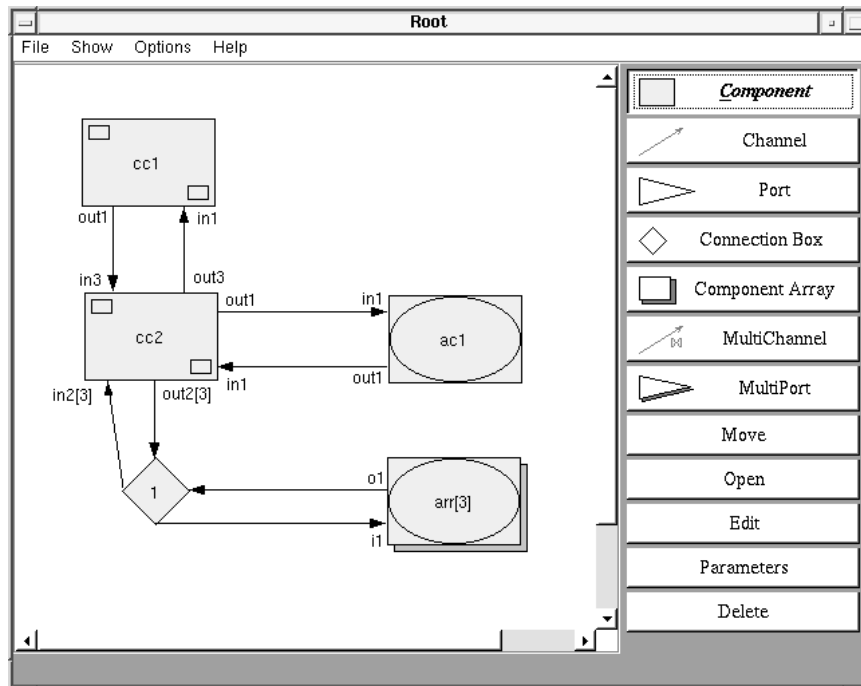 Root
File Show Options Help
cc1
out1 in1
in3 out3
cc2
out1 in1
in1 out1
ac1
in2[3] out2[3]
1
o1
arr[3]
i1
Component
Channel
Port
Connection Box
Component Array
MultiChannel
MultiPort
Move
Open
Edit
Parameters
Delete